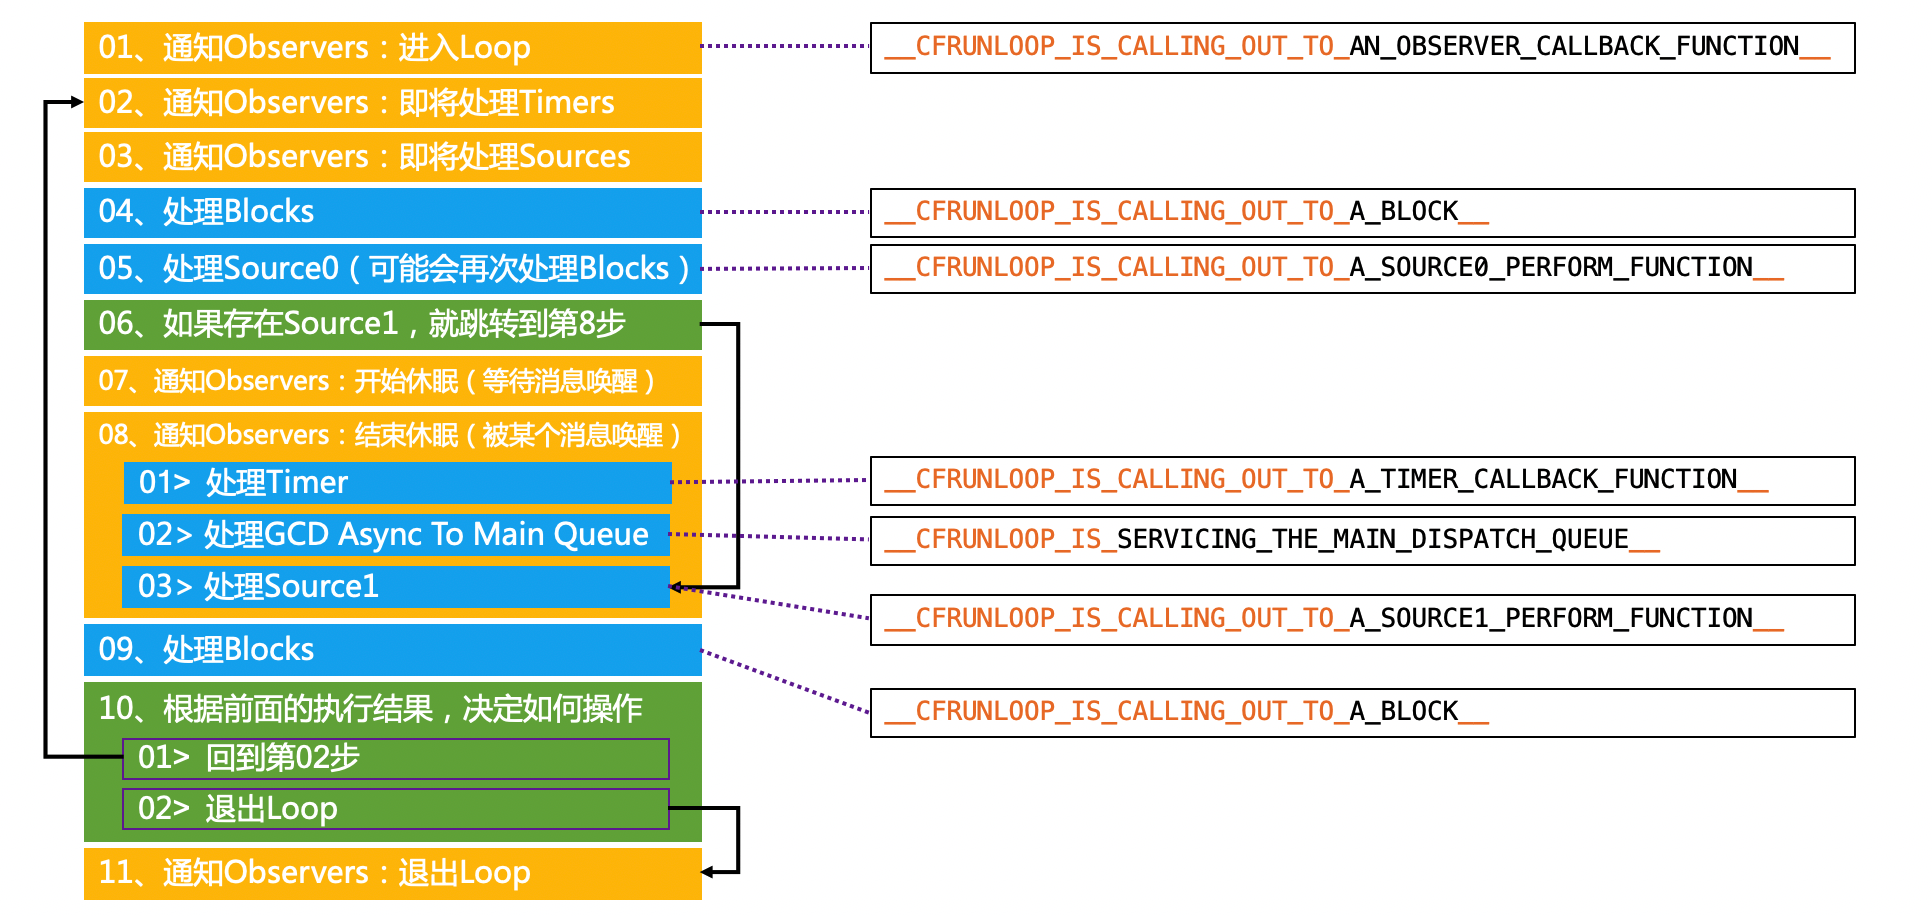 01、通知Observers：进入Loop
__CFRUNLOOP_IS_CALLING_OUT_TO_AN_OBSERVER_CALLBACK_FUNCTION__
02、通知Observers：即将处理Timers
03、通知Observers：即将处理Sources
04、处理Blocks
__CFRUNLOOP_IS_CALLING_OUT_TO_A_BLOCK__
05、处理Source0（可能会再次处理Blocks）
__CFRUNLOOP_IS_CALLING_OUT_TO_A_SOURCE0_PERFORM_FUNCTION__
06、如果存在Source1，就跳转到第8步
07、通知Observers：开始休眠（等待消息唤醒）
08、通知Observers：结束休眠（被某个消息唤醒）
01> 处理Timer
__CFRUNLOOP_IS_CALLING_OUT_TO_A_TIMER_CALLBACK_FUNCTION__
02> 处理GCD Async To Main Queue
__CFRUNLOOP_IS_SERVICING_THE_MAIN_DISPATCH_QUEUE__
03> 处理Source1
__CFRUNLOOP_IS_CALLING_OUT_TO_A_SOURCE1_PERFORM_FUNCTION__
09、处理Blocks
__CFRUNLOOP_IS_CALLING_OUT_TO_A_BLOCK__
10、根据前面的执行结果，决定如何操作
01> 回到第02步
02> 退出Loop
11、通知Observers：退出Loop